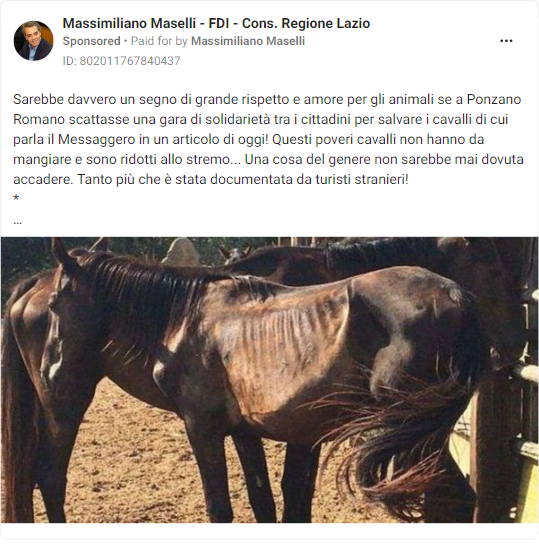 Massimiliano Maselli - FDI - Cons. Regione Lazio
Sponsored • Paid for by Massimiliano Maselli
ID: 802011767840437
Sarebbe davvero un segno di grande rispetto e amore per gli animali se a Ponzano
Romano scattasse una gara di solidarietà tra i cittadini per salvare i cavalli di cui
parla il Messaggero in un articolo di oggi! Questi poveri cavalli non hanno da
mangiare e sono ridotti allo stremo... Una cosa del genere non sarebbe mai dovuta
accadere. Tanto più che è stata documentata da turisti stranieri!
*
...